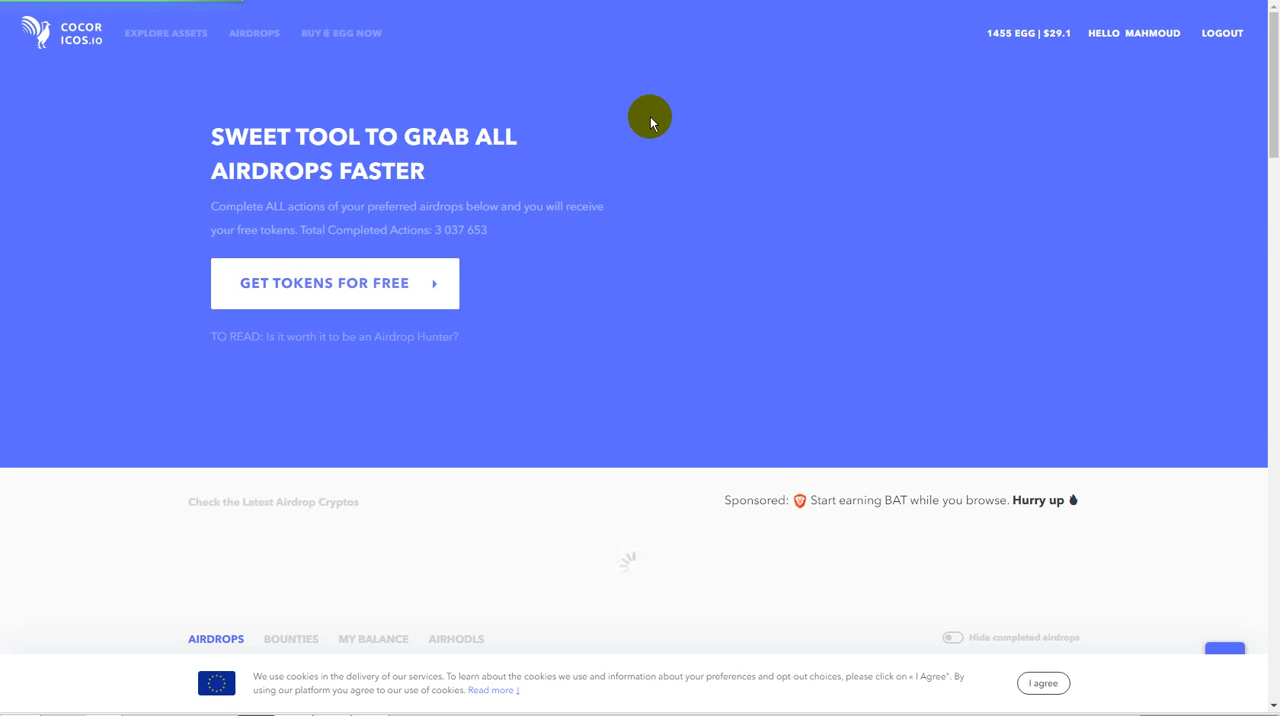 COCOR
ICOS.IO
EXPLORE ASSETS
AIRDROPS
BUY EGG NOW
1455 EGG | $29.1
HELLO MAHMOUD
LOGOUT
SWEET TOOL TO GRAB ALL
AIRDROPS FASTER
Complete ALL actions of your preferred airdrops below and you will receive
your free tokens. Total Completed Actions: 3 037 653
GET TOKENS FOR FREE
TO READ: Is it worth it to be an Airdrop Hunter?
Check the Latest Airdrop Cryptos
Sponsored: Start earning BAT while you browse. Hurry up
AIRDROPS
BOUNTIES
MY BALANCE
AIRHODLS
Hide completed airdrops
We use cookies in the delivery of our services. To learn about the cookies we use and information about your preferences and opt-out choices, please click on « I Agree". By
using our platform you agree to our use of cookies. Read more ↓
I agree